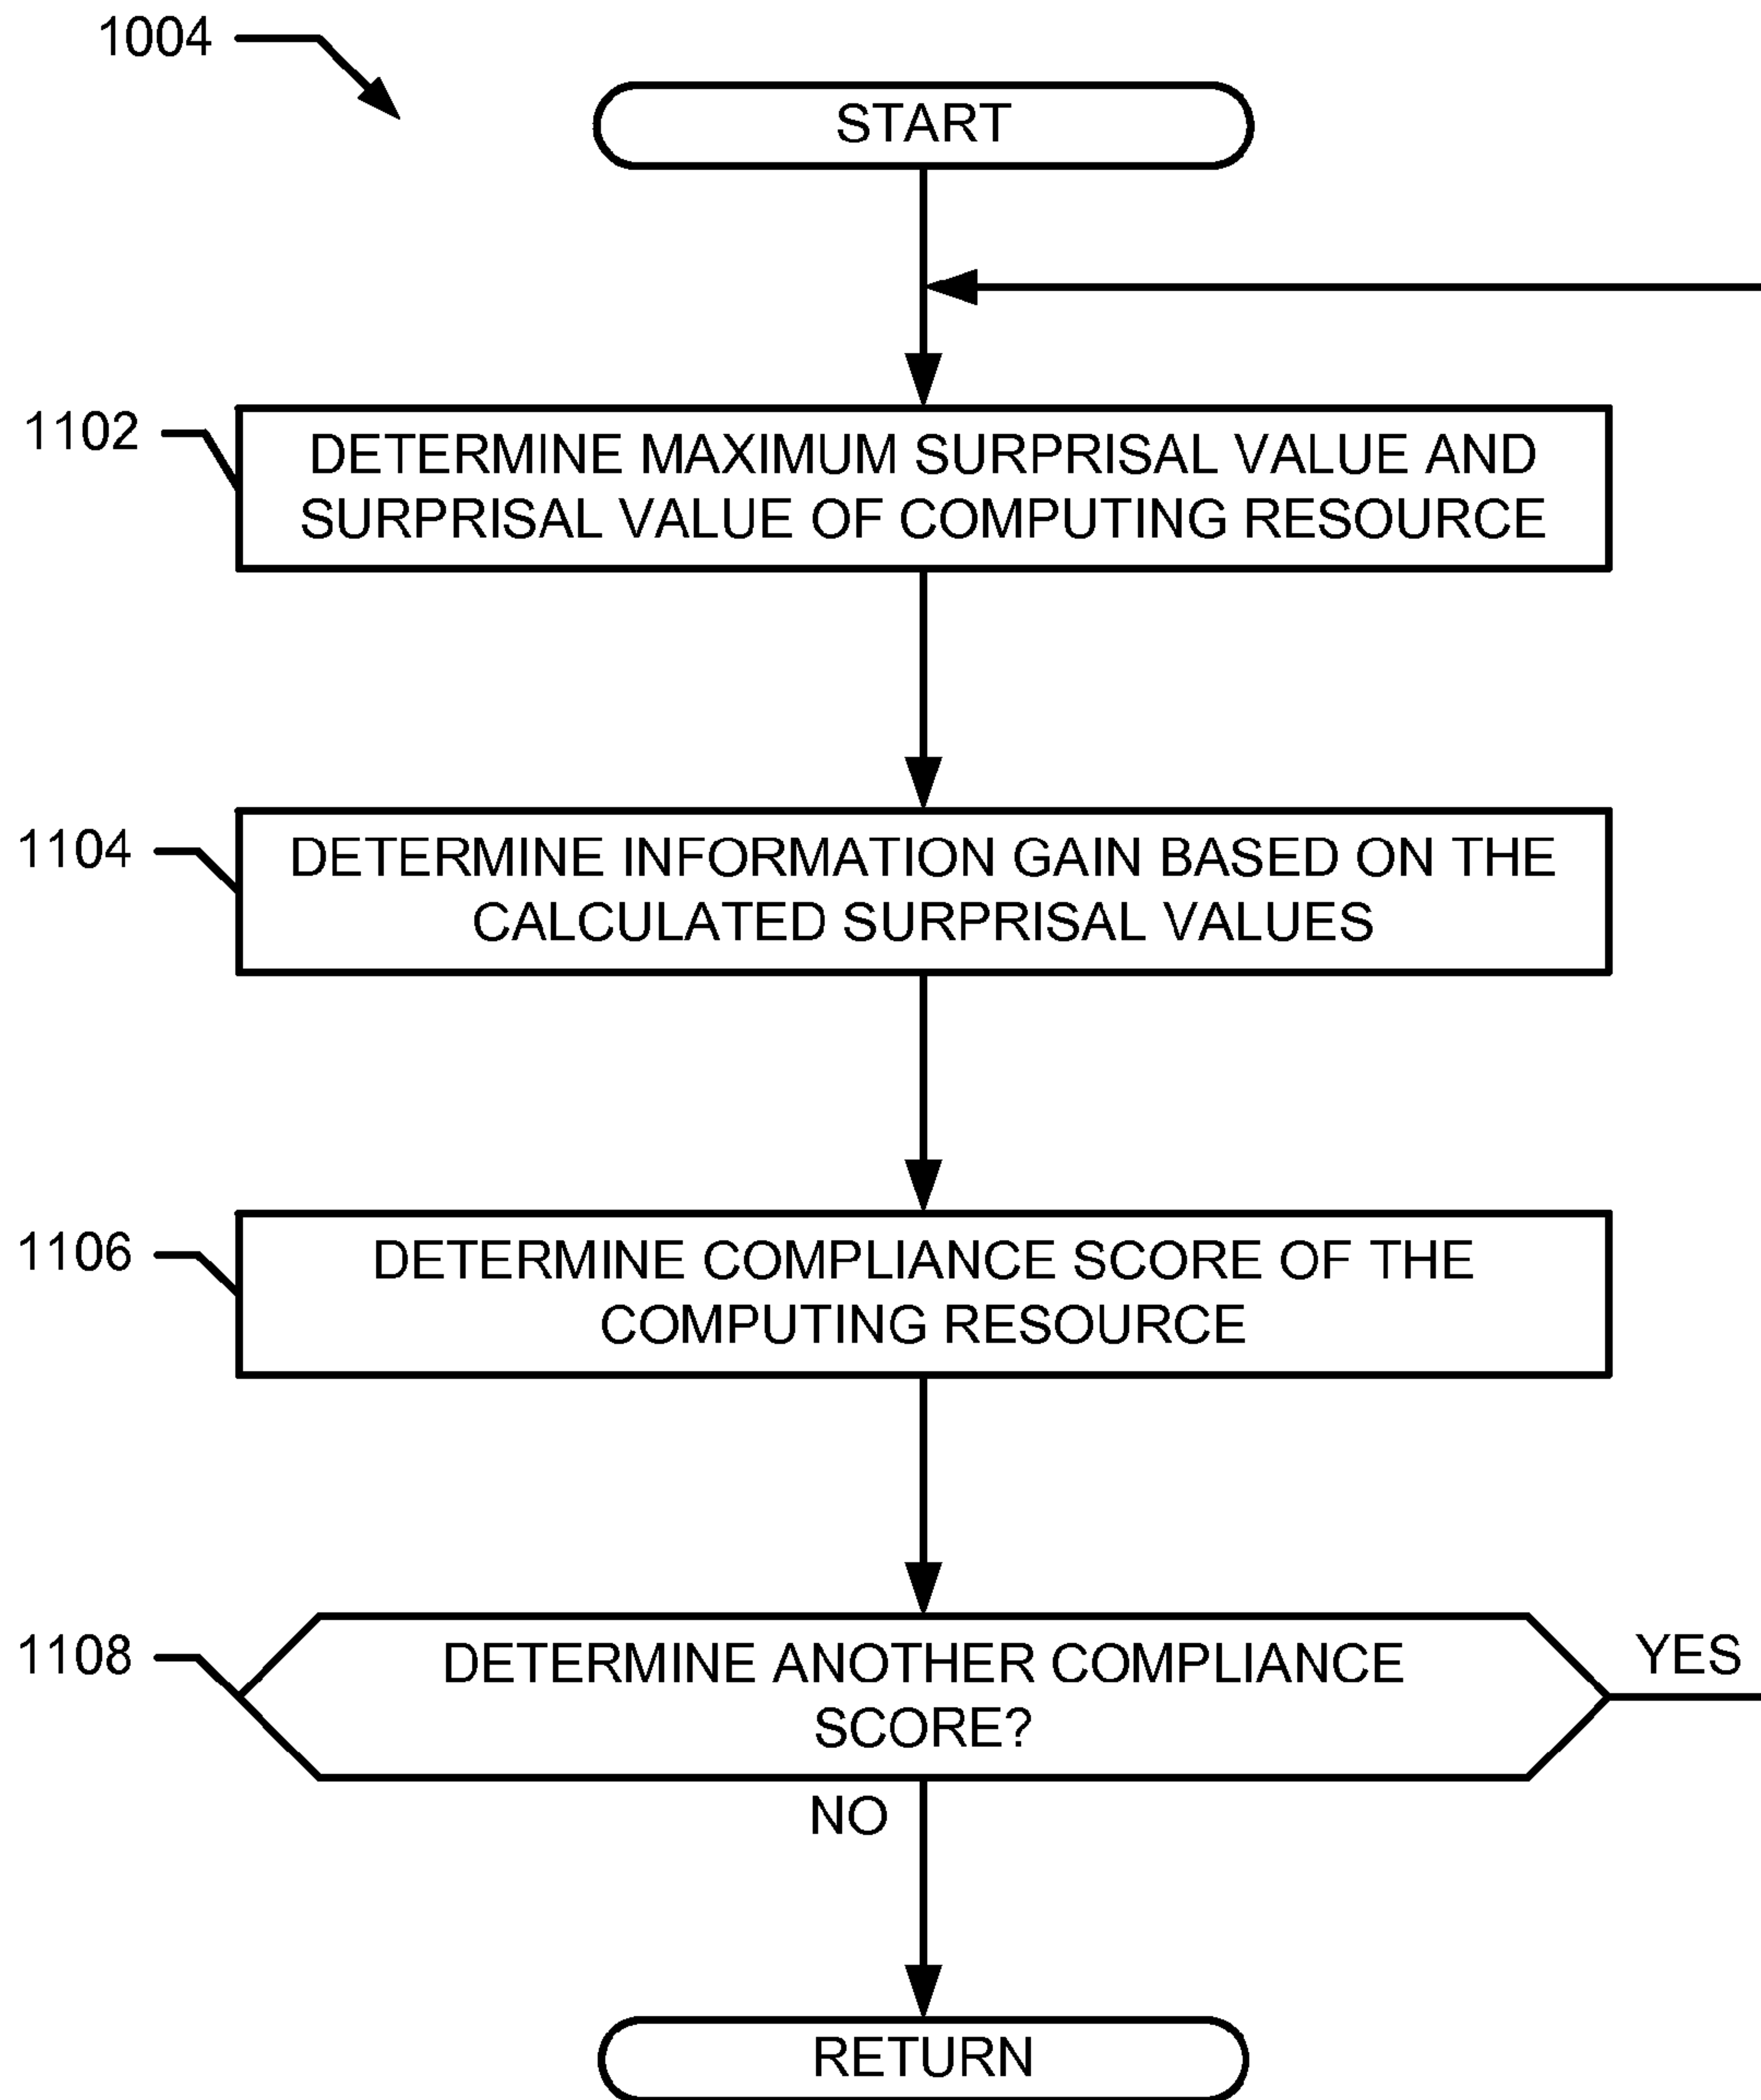 1004
START
1102
DETERMINE MAXIMUM SURPRISAL VALUE AND
SURPRISAL VALUE OF COMPUTING RESOURCE
1104
DETERMINE INFORMATION GAIN BASED ON THE
CALCULATED SURPRISAL VALUES
1106
DETERMINE COMPLIANCE SCORE OF THE
COMPUTING RESOURCE
1108
DETERMINE ANOTHER COMPLIANCE
SCORE?
YES
NO
RETURN